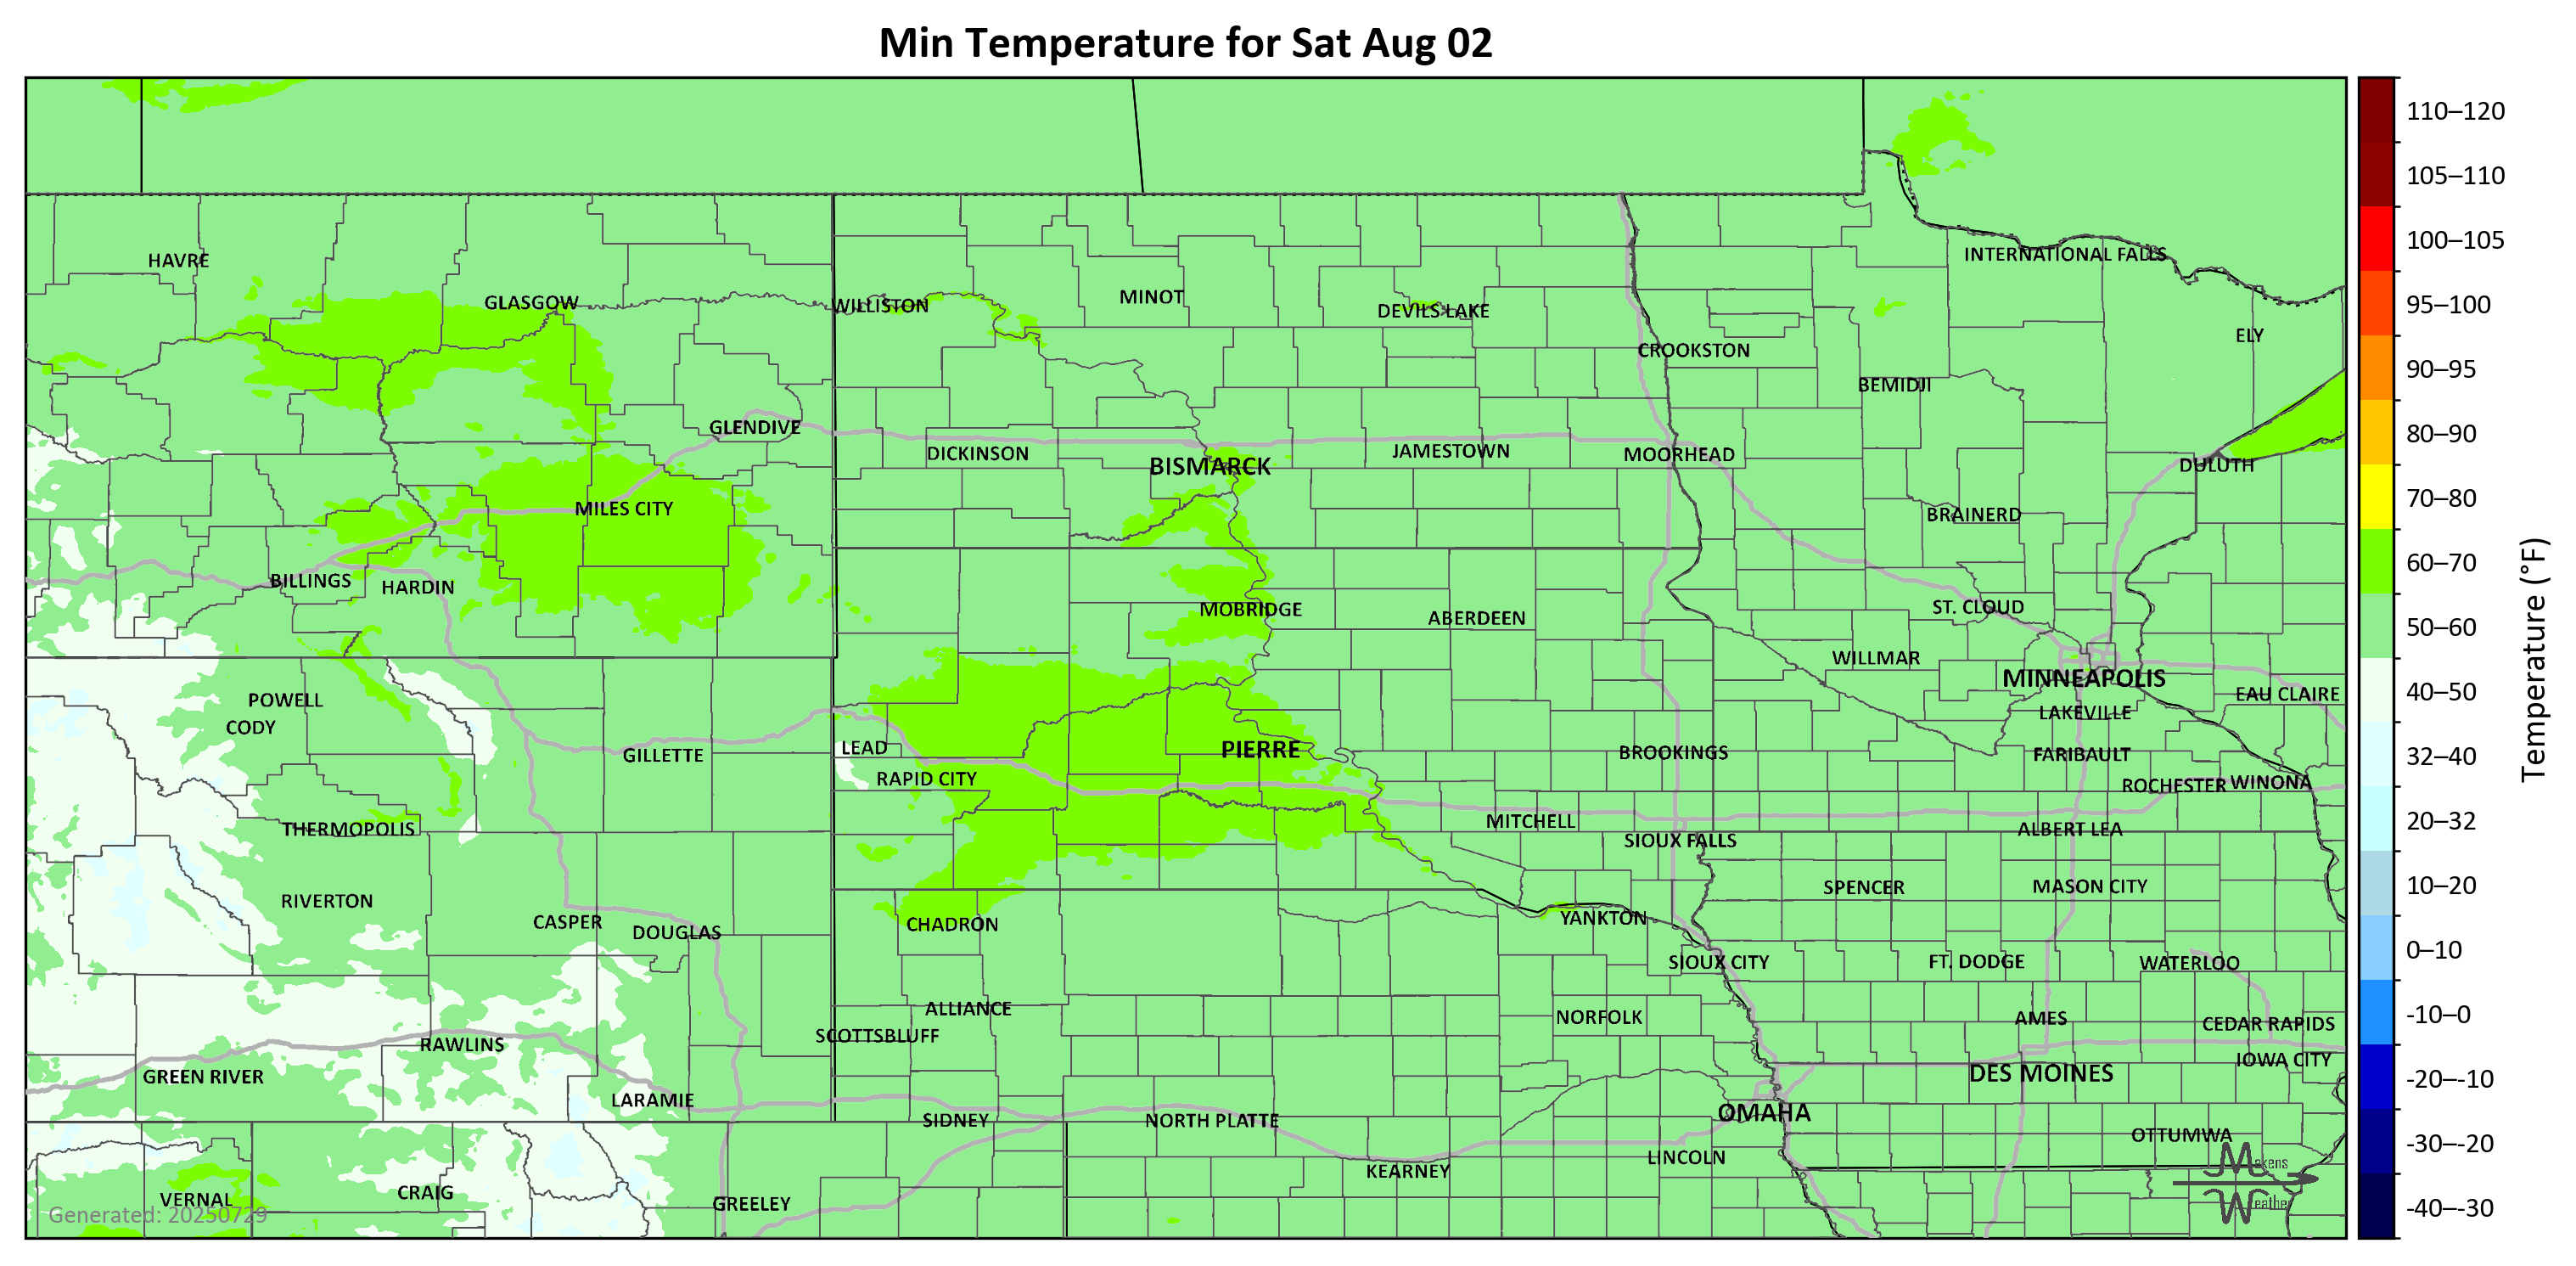 Min Temperature for Sat Aug 02
HAVRE
GLASGOW
WILLISTON
MINOT
DEVILS LAKE
INTERNATIONAL FALLS
ELY
CROOKSTON
BEMIDJI
GLENDIVE
DICKINSON
BISMARCK
JAMESTOWN
MOORHEAD
DULUTH
MILES CITY
BRAINERD
BILLINGS
HARDIN
MOBRIDGE
ABERDEEN
ST. CLOUD
WILLMAR
MINNEAPOLIS
EAU CLAIRE
POWELL
CODY
LAKEVILLE
GILLETTE
LEAD
PIERRE
BROOKINGS
FARIBAULT
RAPID CITY
ROCHESTER
WINONA
THERMOPOLIS
MITCHELL
SIOUX FALLS
ALBERT LEA
RIVERTON
SPENCER
MASON CITY
CASPER
DOUGLAS
CHADRON
YANKTON
SIOUX CITY
FT. DODGE
WATERLOO
ALLIANCE
SCOTTSBLUFF
NORFOLK
AMES
CEDAR RAPIDS
RAWLINS
GREEN RIVER
IOWA CITY
DES MOINES
LARAMIE
SIDNEY
NORTH PLATTE
OMAHA
OTTUMWA
KEARNEY
LINCOLN
VERNAL
CRAIG
GREELEY
Generated: 20250729
Makens
Weather
110–120
105–110
100–105
95–100
90–95
80–90
70–80
60–70
50–60
40–50
32–40
20–32
10–20
0–10
-10–0
-20–-10
-30–-20
-40–-30
Temperature (°F)